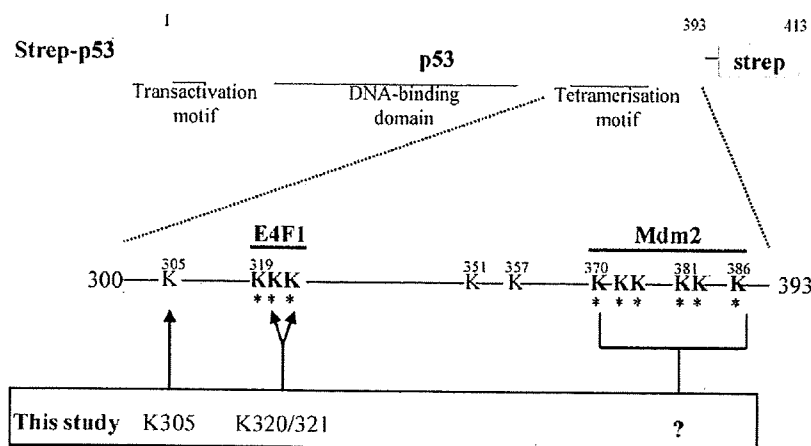 1 393 413
Strep-p53 p53 strep
Transactivation DNA-binding Tetramerisation
motif domain motif
E4F1 Mdm2
305 319 351 357 370 381 386
300 K KKK K K K KK KK K 393
* * * * * * * * *
This study K305 K320/321 ?